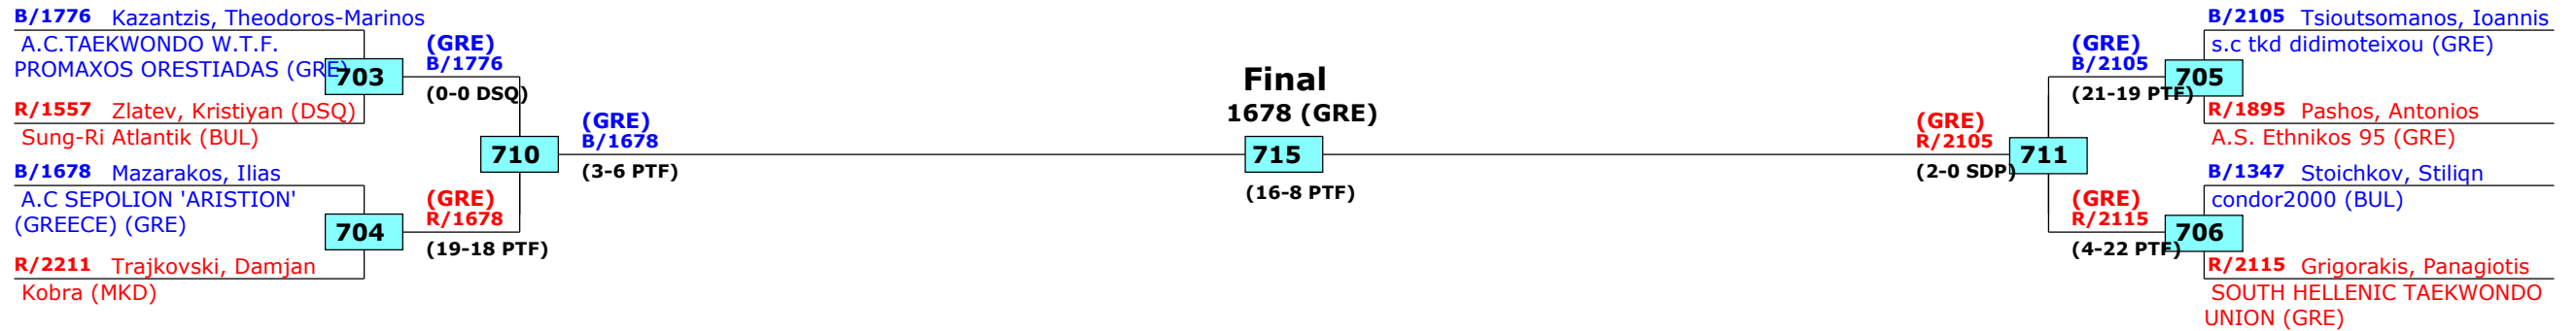 B/1776 Kazantzis, Theodoros-Marinos
A.C.TAEKWONDO W.T.F.
PROMAXOS ORESTIADAS (GRE)
703
R/1557 Zlatev, Kristiyan (DSQ)
Sung-Ri Atlantik (BUL)
B/1678 Mazarakos, Ilias
A.C SEPOLION 'ARISTION'
(GREECE) (GRE)
704
R/2211 Trajkovski, Damjan
Kobra (MKD)
(GRE)
B/1776
(0-0 DSQ)
710
(GRE)
R/1678
(19-18 PTF)
(GRE)
B/1678
(3-6 PTF)
Final
1678 (GRE)
715
(16-8 PTF)
(GRE)
R/2105
(2-0 SDP)
711
(GRE)
B/2105
(21-19 PTF)
(GRE)
R/2115
(4-22 PTF)
B/2105 Tsioutsomanos, Ioannis
s.c tkd didimoteixou (GRE)
705
R/1895 Pashos, Antonios
A.S. Ethnikos 95 (GRE)
B/1347 Stoichkov, Stiliqn
condor2000 (BUL)
706
R/2115 Grigorakis, Panagiotis
SOUTH HELLENIC TAEKWONDO
UNION (GRE)